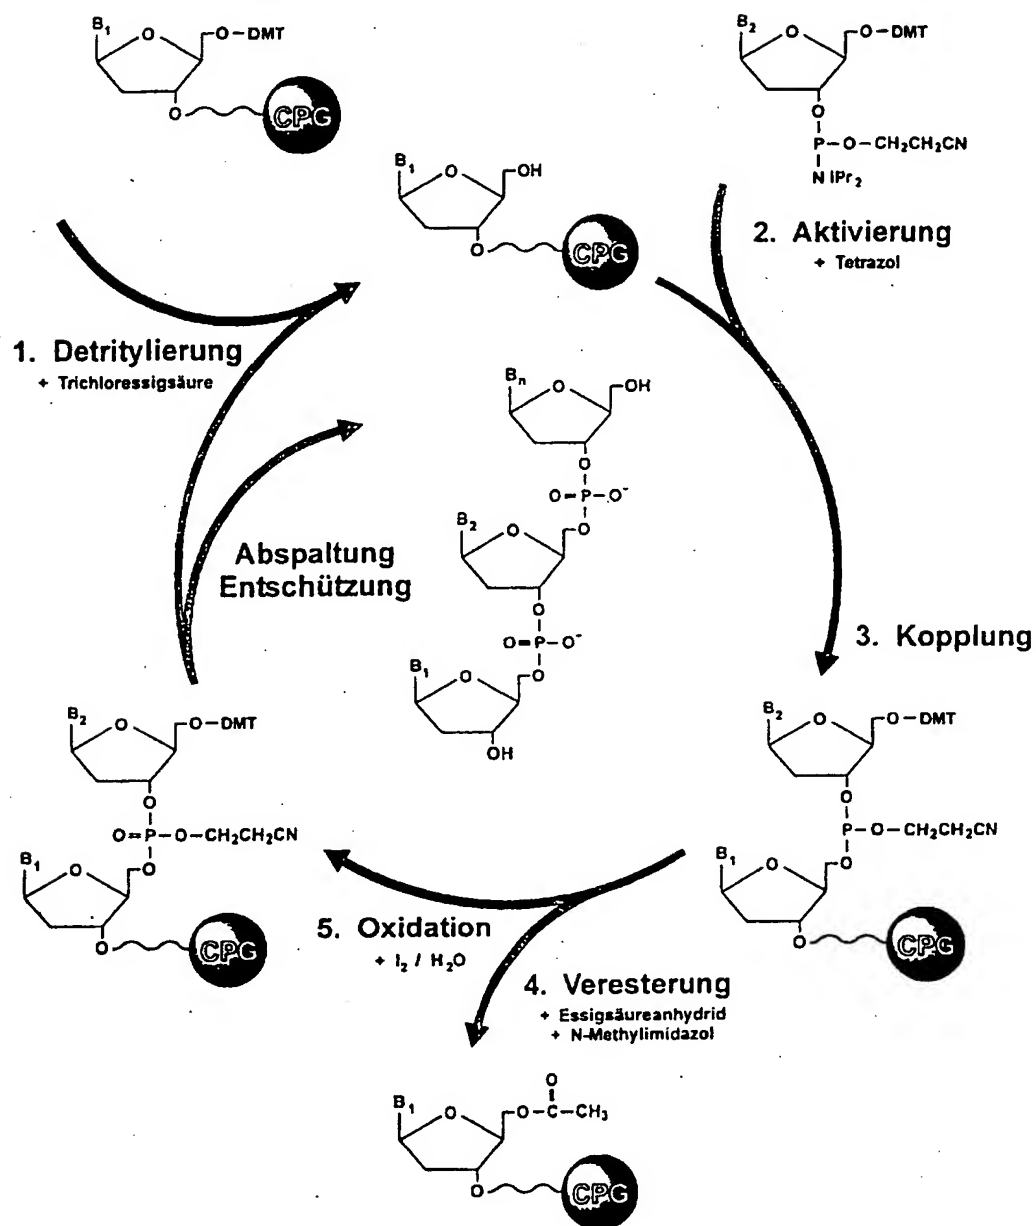 B1
O
O–DMT
O
CPG
B2
O
O–DMT
O
P–O–CH2CH2CN
N iPr2
B1
O
OH
O
CPG
2. Aktivierung
+ Tetrazol
1. Detritylierung
+ Trichloressigsäure
Bn
O
OH
O
O=P–O-
O
B2
O
O
O=P–O-
O
B1
O
OH
Abspaltung
Entschützung
3. Kopplung
B2
O
O–DMT
O
O=P–O–CH2CH2CN
O
B1
O
O
CPG
B2
O
O–DMT
O
P–O–CH2CH2CN
O
B1
O
O
CPG
5. Oxidation
+ I2 / H2O
4. Veresterung
+ Essigsäureanhydrid
+ N-Methylimidazol
O
B1
O
O–C–CH3
O
CPG